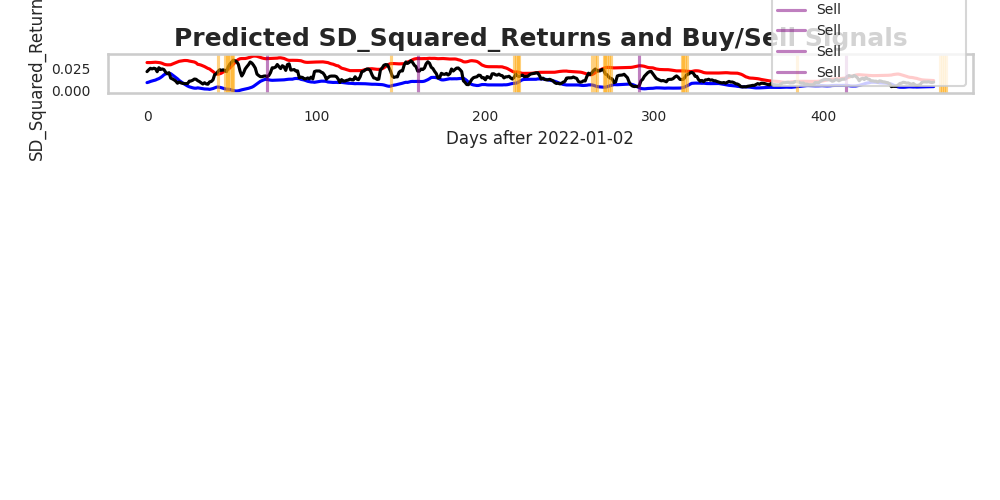 Sell
Sell
Sell
Sell
Predicted SD_Squared_Returns and Buy/Sell Signals
SD_Squared_Return
0.025
0.000
0
100
200
300
400
Days after 2022-01-02